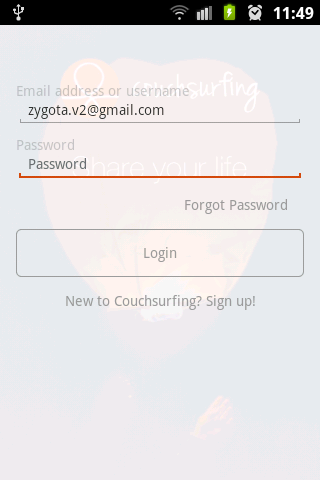 11:49
couchsurfing
Email address or username
zygota.v2@gmail.com
Share your life
Password
Password
Forgot Password
Login
New to Couchsurfing? Sign up!